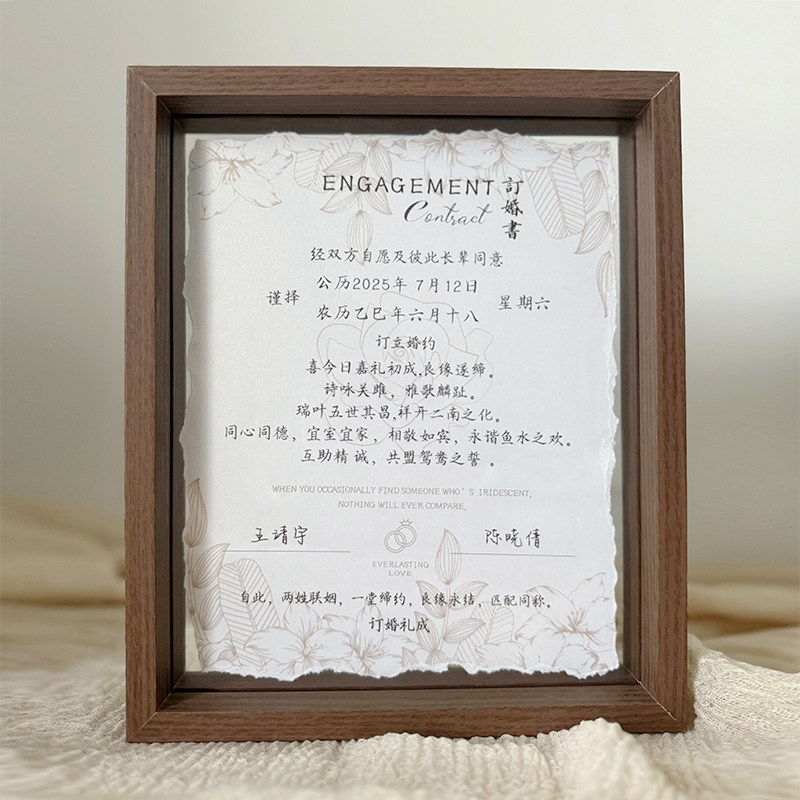 ENGAGEMENT
Contract
訂婚書
经双方自愿及彼此长辈同意
谨择
公历2025年 7月12日
农历乙巳年六月十八
星期六
订立婚约
喜今日嘉礼初成,良缘遂缔。
诗咏关雎，雅歌麟趾。
瑞叶五世其昌,祥开二南之化。
同心同德，宜室宜家，相敬如宾，永谐鱼水之欢。
互助精诚，共盟鸳鸯之誓。
WHEN YOU OCCASIONALLY FIND SOMEONE WHO'S IRIDESCENT,
NOTHING WILL EVER COMPARE.
王靖宇
陈晓倩
EVERLASTING
LOVE
自此，两姓联姻，一堂缔约，良缘永结，匹配同称。
订婚礼成